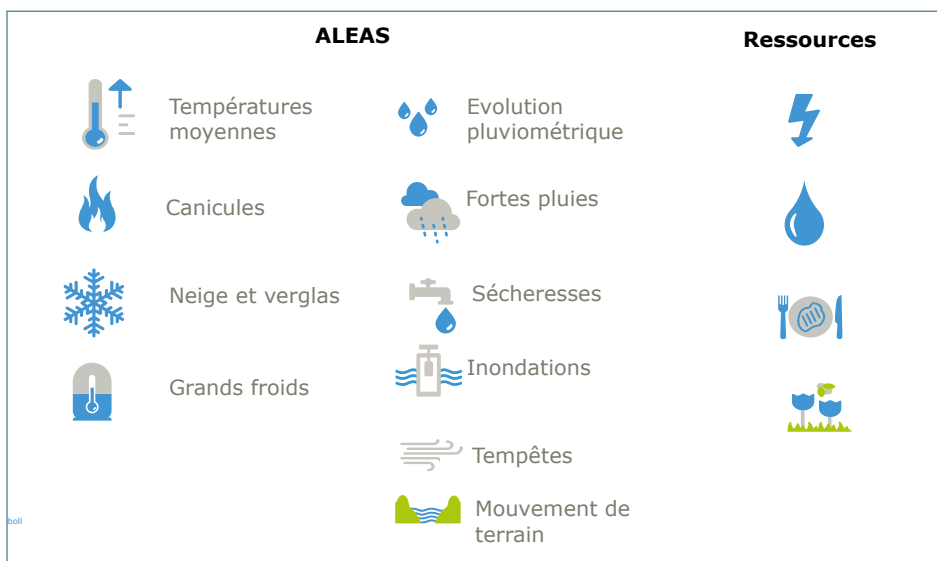 ALEAS
Ressources
Températures
moyennes
Canicules
Neige et verglas
Grands froids
Evolution
pluviométrique
Fortes pluies
Sécheresses
Inondations
Tempêtes
Mouvement de
terrain
boll